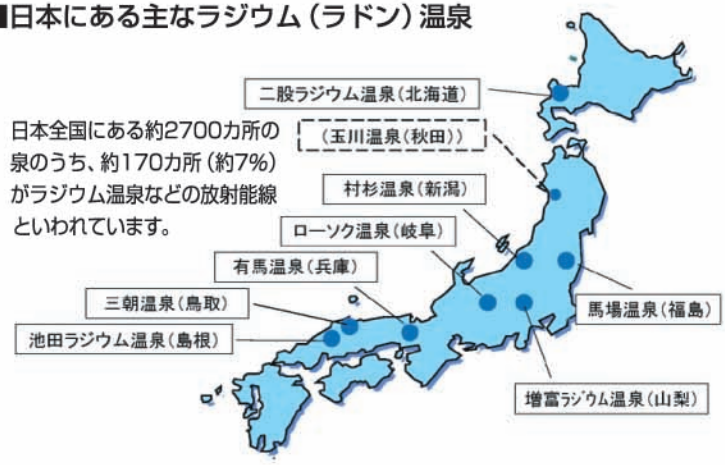 ■日本にある主なラジウム（ラドン）温泉
日本全国にある約2700カ所の
泉のうち、約170カ所（約7%）
がラジウム温泉などの放射能線
といわれています。
二股ラジウム温泉(北海道)
(玉川温泉(秋田))
村杉温泉(新潟)
ローソク温泉(岐阜)
有馬温泉(兵庫)
三朝温泉(鳥取)
池田ラジウム温泉(島根)
馬場温泉(福島)
増富ﾗｼﾞｳﾑ温泉(山梨)